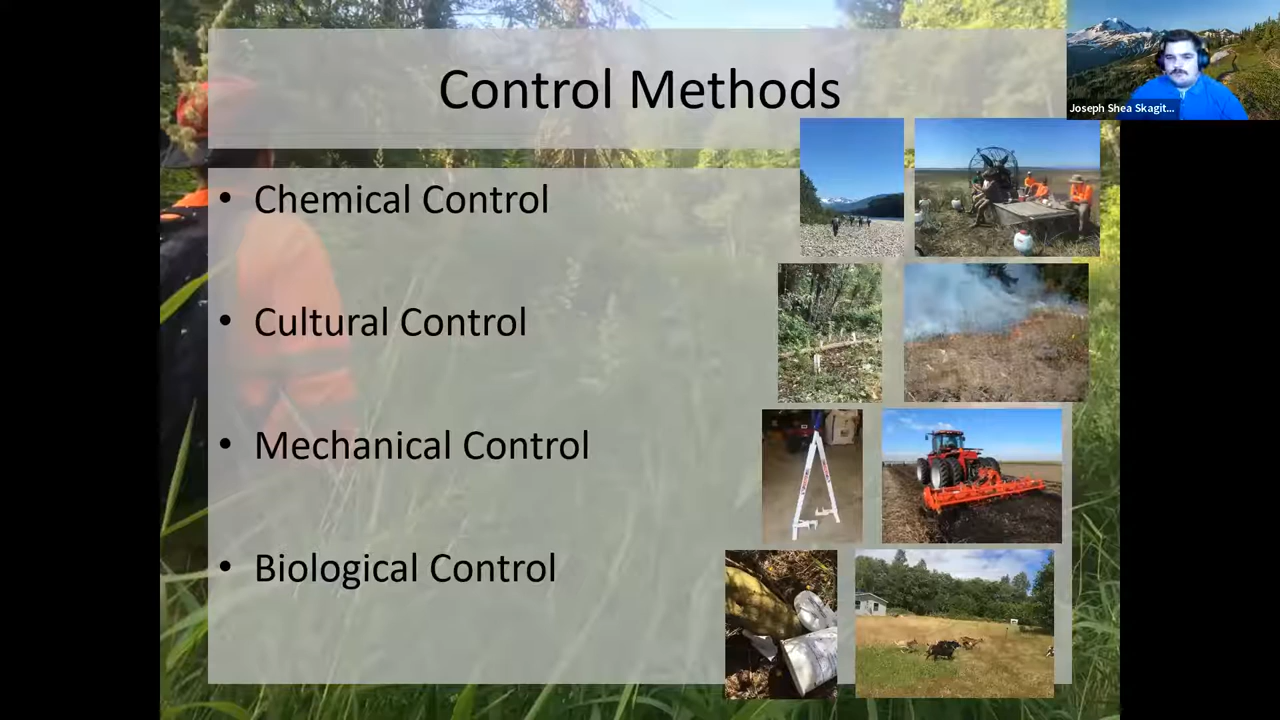 Control Methods
Joseph Shea Skagit...
• Chemical Control
• Cultural Control
• Mechanical Control
• Biological Control